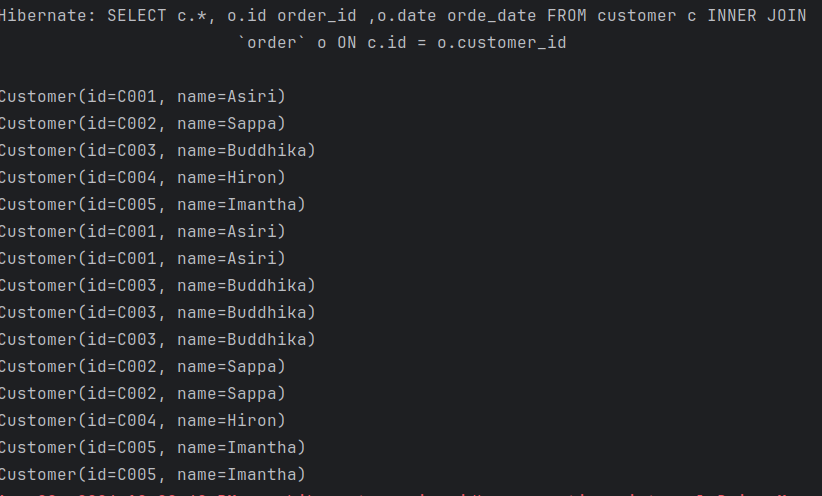 Hibernate: SELECT c.*, o.id order_id ,o.date orde_date FROM customer c INNER JOIN
`order` o ON c.id = o.customer_id
Customer(id=C001, name=Asiri)
Customer(id=C002, name=Sappa)
Customer(id=C003, name=Buddhika)
Customer(id=C004, name=Hiron)
Customer(id=C005, name=Imantha)
Customer(id=C001, name=Asiri)
Customer(id=C001, name=Asiri)
Customer(id=C003, name=Buddhika)
Customer(id=C003, name=Buddhika)
Customer(id=C003, name=Buddhika)
Customer(id=C002, name=Sappa)
Customer(id=C002, name=Sappa)
Customer(id=C004, name=Hiron)
Customer(id=C005, name=Imantha)
Customer(id=C005, name=Imantha)